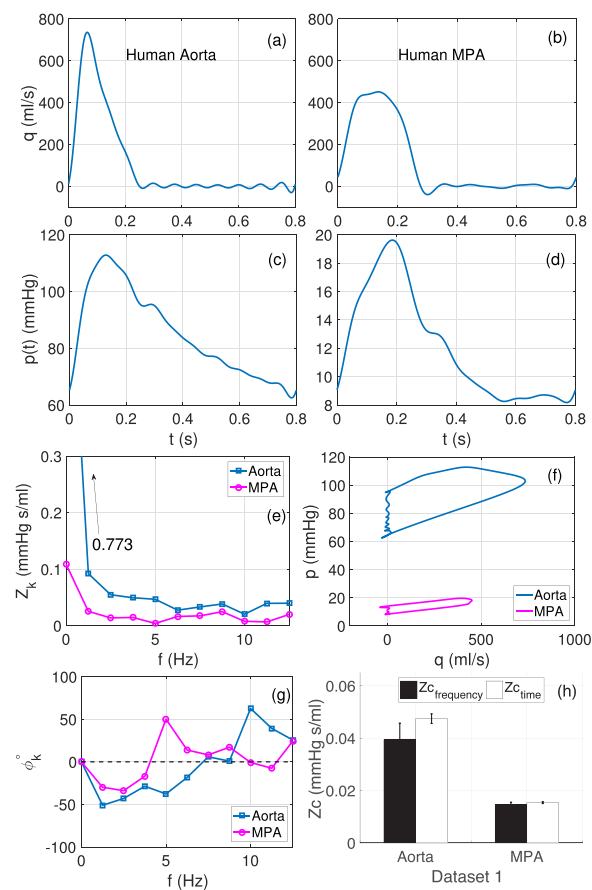 800
600
400
200
0
q (ml/s)
Human Aorta
(a)
0
0.2
0.4
0.6
0.8
800
600
400
200
0
Human MPA
(b)
0
0.2
0.4
0.6
0.8
120
100
80
60
p(t) (mmHg)
(c)
0
0.2
0.4
0.6
0.8
t (s)
20
18
16
14
12
10
8
(d)
0
0.2
0.4
0.6
0.8
t (s)
0.3
0.2
0.1
0
Z_k (mmHg s/ml)
Aorta
MPA
(e)
0.773
0
5
10
f (Hz)
120
100
80
60
40
20
0
p (mmHg)
(f)
Aorta
MPA
0
500
1000
q (ml/s)
100
50
0
-50
-100
ϕ_k°
(g)
Aorta
MPA
0
5
10
f (Hz)
0.06
0.04
0.02
0
Zc (mmHg s/ml)
Zc_frequency
Zc_time
(h)
Aorta
MPA
Dataset 1